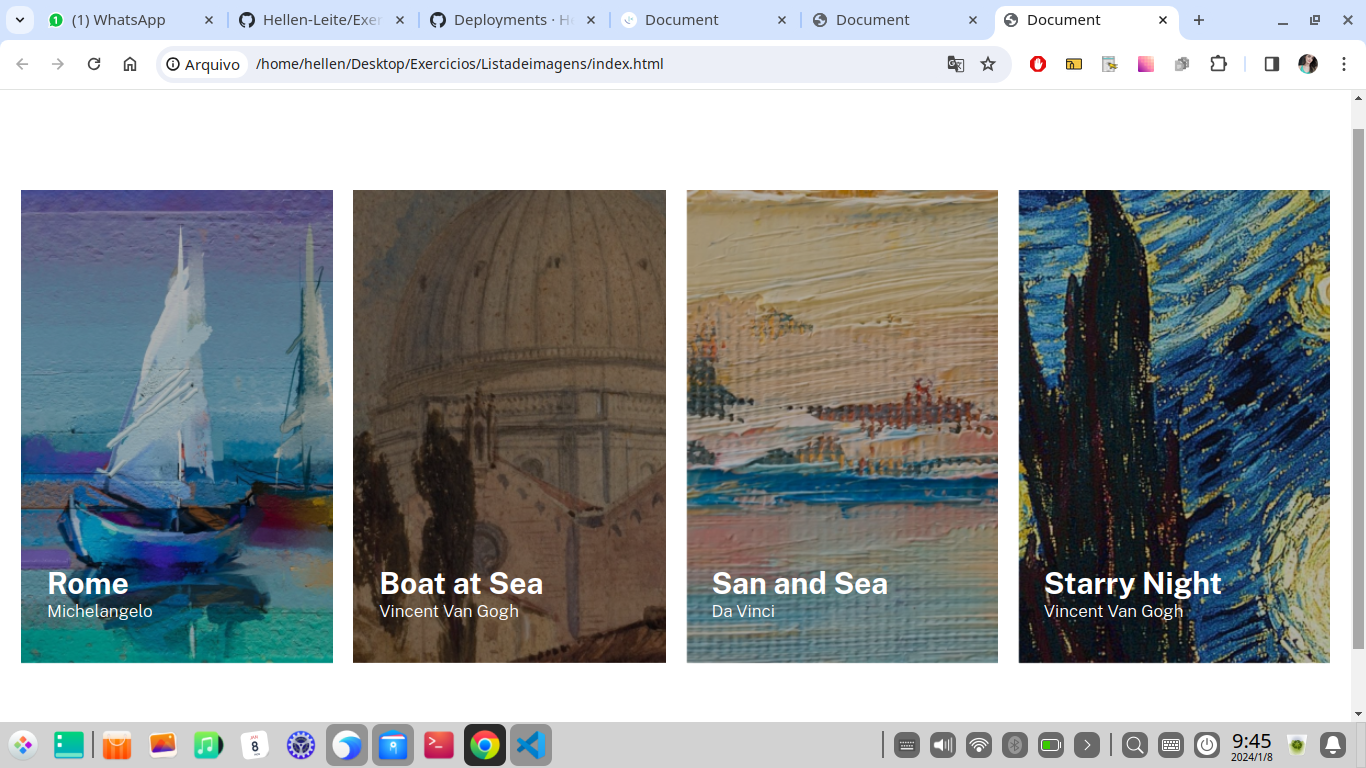 (1) WhatsApp
Hellen-Leite/Exer
Deployments · H
Document
Document
Document
Arquivo
/home/hellen/Desktop/Exercicios/Listadeimagens/index.html
Rome
Michelangelo
Boat at Sea
Vincent Van Gogh
San and Sea
Da Vinci
Starry Night
Vincent Van Gogh
JAN
8
9:45
2024/1/8